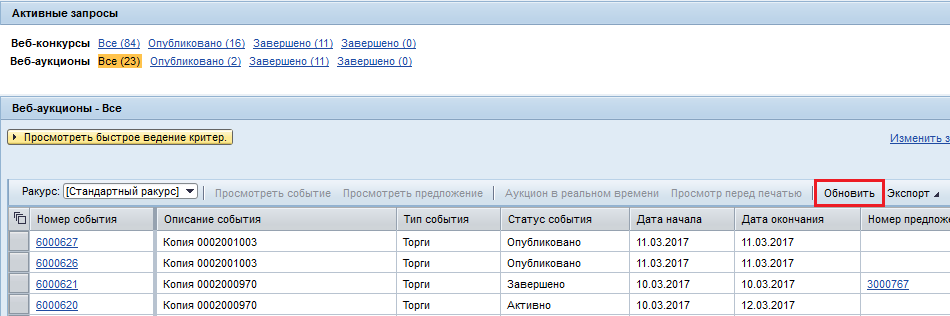 Активные запросы
Веб-конкурсы Все (84) Опубликовано (16) Завершено (11) Завершено (0)
Веб-аукционы Все (23) Опубликовано (2) Завершено (11) Завершено (0)
Веб-аукционы - Все
Просмотреть быстрое ведение критер.
Изменить з
Ракурс: [Стандартный ракурс] Просмотреть событие Просмотреть предложение Аукцион в реальном времени Просмотр перед печатью Обновить Экспорт
Номер события Описание события Тип события Статус события Дата начала Дата окончания Номер предложе
6000627 Копия 0002001003 Торги Опубликовано 11.03.2017 11.03.2017
6000626 Копия 0002001003 Торги Опубликовано 11.03.2017 11.03.2017
6000621 Копия 0002000970 Торги Завершено 10.03.2017 10.03.2017 3000767
6000620 Копия 0002000970 Торги Активно 10.03.2017 12.03.2017